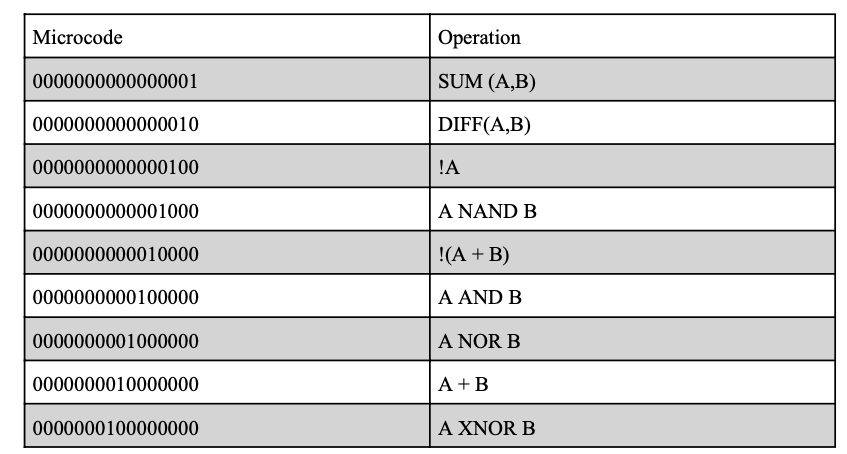 Microcode Operation
0000000000000001 SUM (A,B)
0000000000000010 DIFF(A,B)
0000000000000100 !A
0000000000001000 A NAND B
0000000000010000 !(A + B)
0000000000100000 A AND B
0000000001000000 A NOR B
0000000010000000 A + B
0000000100000000 A XNOR B